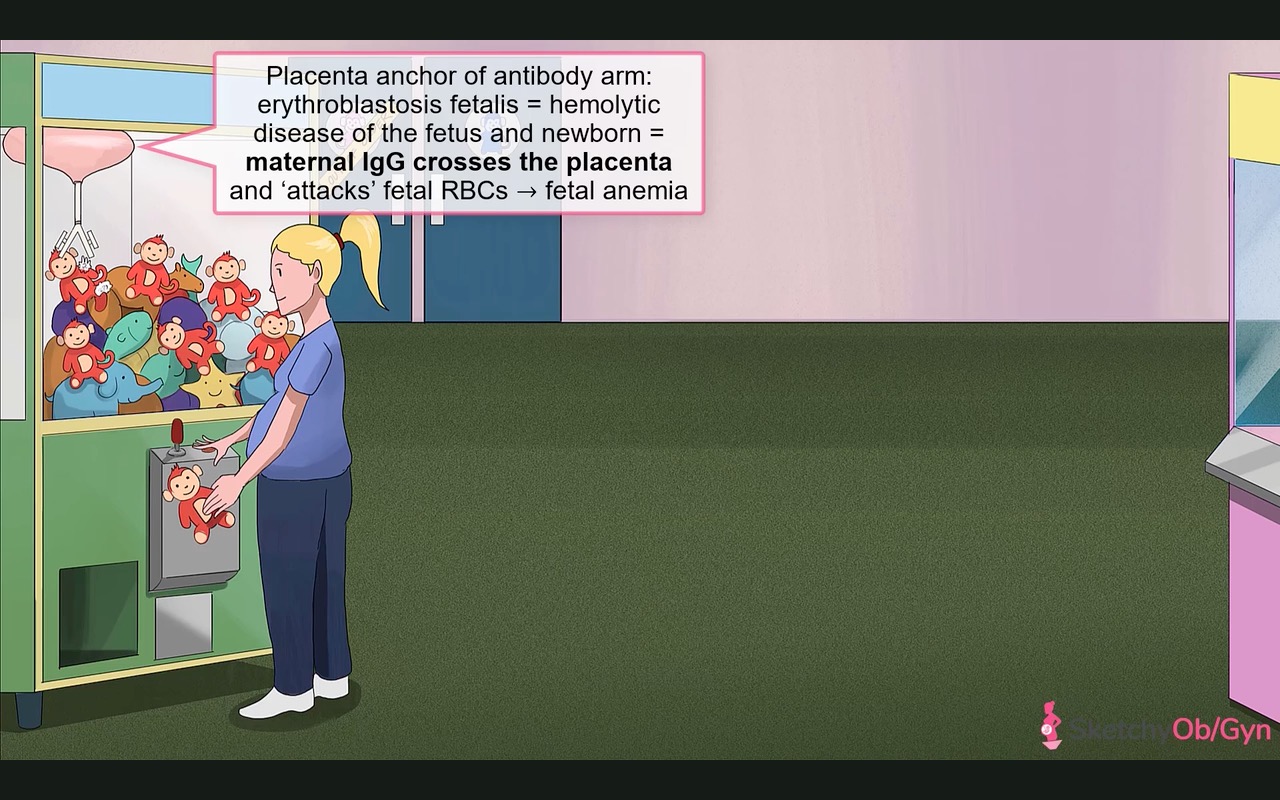 Placenta anchor of antibody arm:
erythroblastosis fetalis = hemolytic
disease of the fetus and newborn =
maternal IgG crosses the placenta
and ‘attacks’ fetal RBCs → fetal anemia
D
D
D
D
D
D
SketchyOb/Gyn